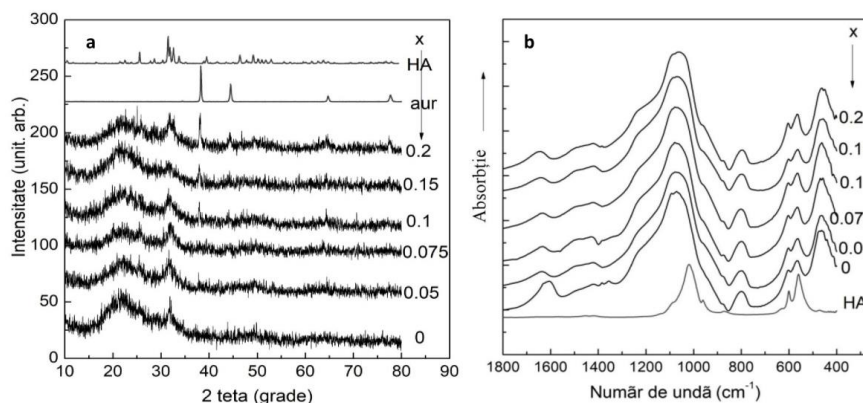 a
x
HA
aur
0.2
0.15
0.1
0.075
0.05
0
300
250
200
150
100
50
0
Intensitate (unit. arb.)
10 20 30 40 50 60 70 80 90
2 teta (grade)
b
x
0.2
0.1
0.1
0.07
0.0
0
HA
Absorbţie
1800 1600 1400 1200 1000 800 600 400
Numãr de undã (cm⁻¹)